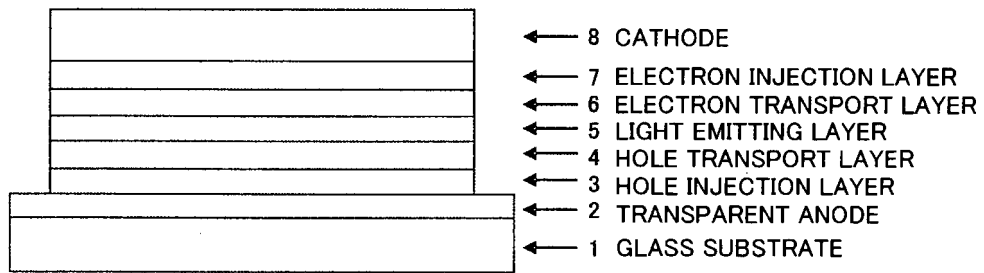 8 CATHODE
7 ELECTRON INJECTION LAYER
6 ELECTRON TRANSPORT LAYER
5 LIGHT EMITTING LAYER
4 HOLE TRANSPORT LAYER
3 HOLE INJECTION LAYER
2 TRANSPARENT ANODE
1 GLASS SUBSTRATE